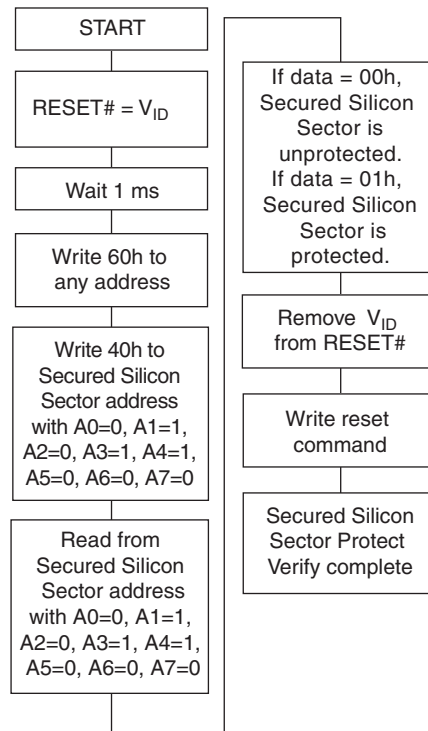 START
RESET# = VID
Wait 1 ms
Write 60h to
any address
Write 40h to
Secured Silicon
Sector address
with A0=0, A1=1,
A2=0, A3=1, A4=1,
A5=0, A6=0, A7=0
Read from
Secured Silicon
Sector address
with A0=0, A1=1,
A2=0, A3=1, A4=1,
A5=0, A6=0, A7=0
If data = 00h,
Secured Silicon
Sector is
unprotected.
If data = 01h,
Secured Silicon
Sector is
protected.
Remove VID
from RESET#
Write reset
command
Secured Silicon
Sector Protect
Verify complete